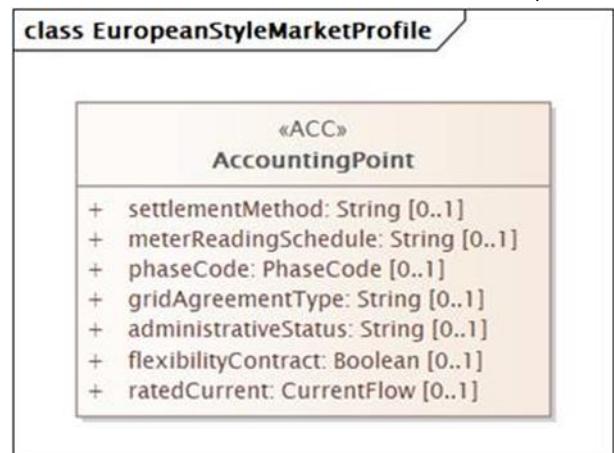 class EuropeanStyleMarketProfile
«ACC»
AccountingPoint
+ settlementMethod: String [0..1]
+ meterReadingSchedule: String [0..1]
+ phaseCode: PhaseCode [0..1]
+ gridAgreementType: String [0..1]
+ administrativeStatus: String [0..1]
+ flexibilityContract: Boolean [0..1]
+ ratedCurrent: CurrentFlow [0..1]